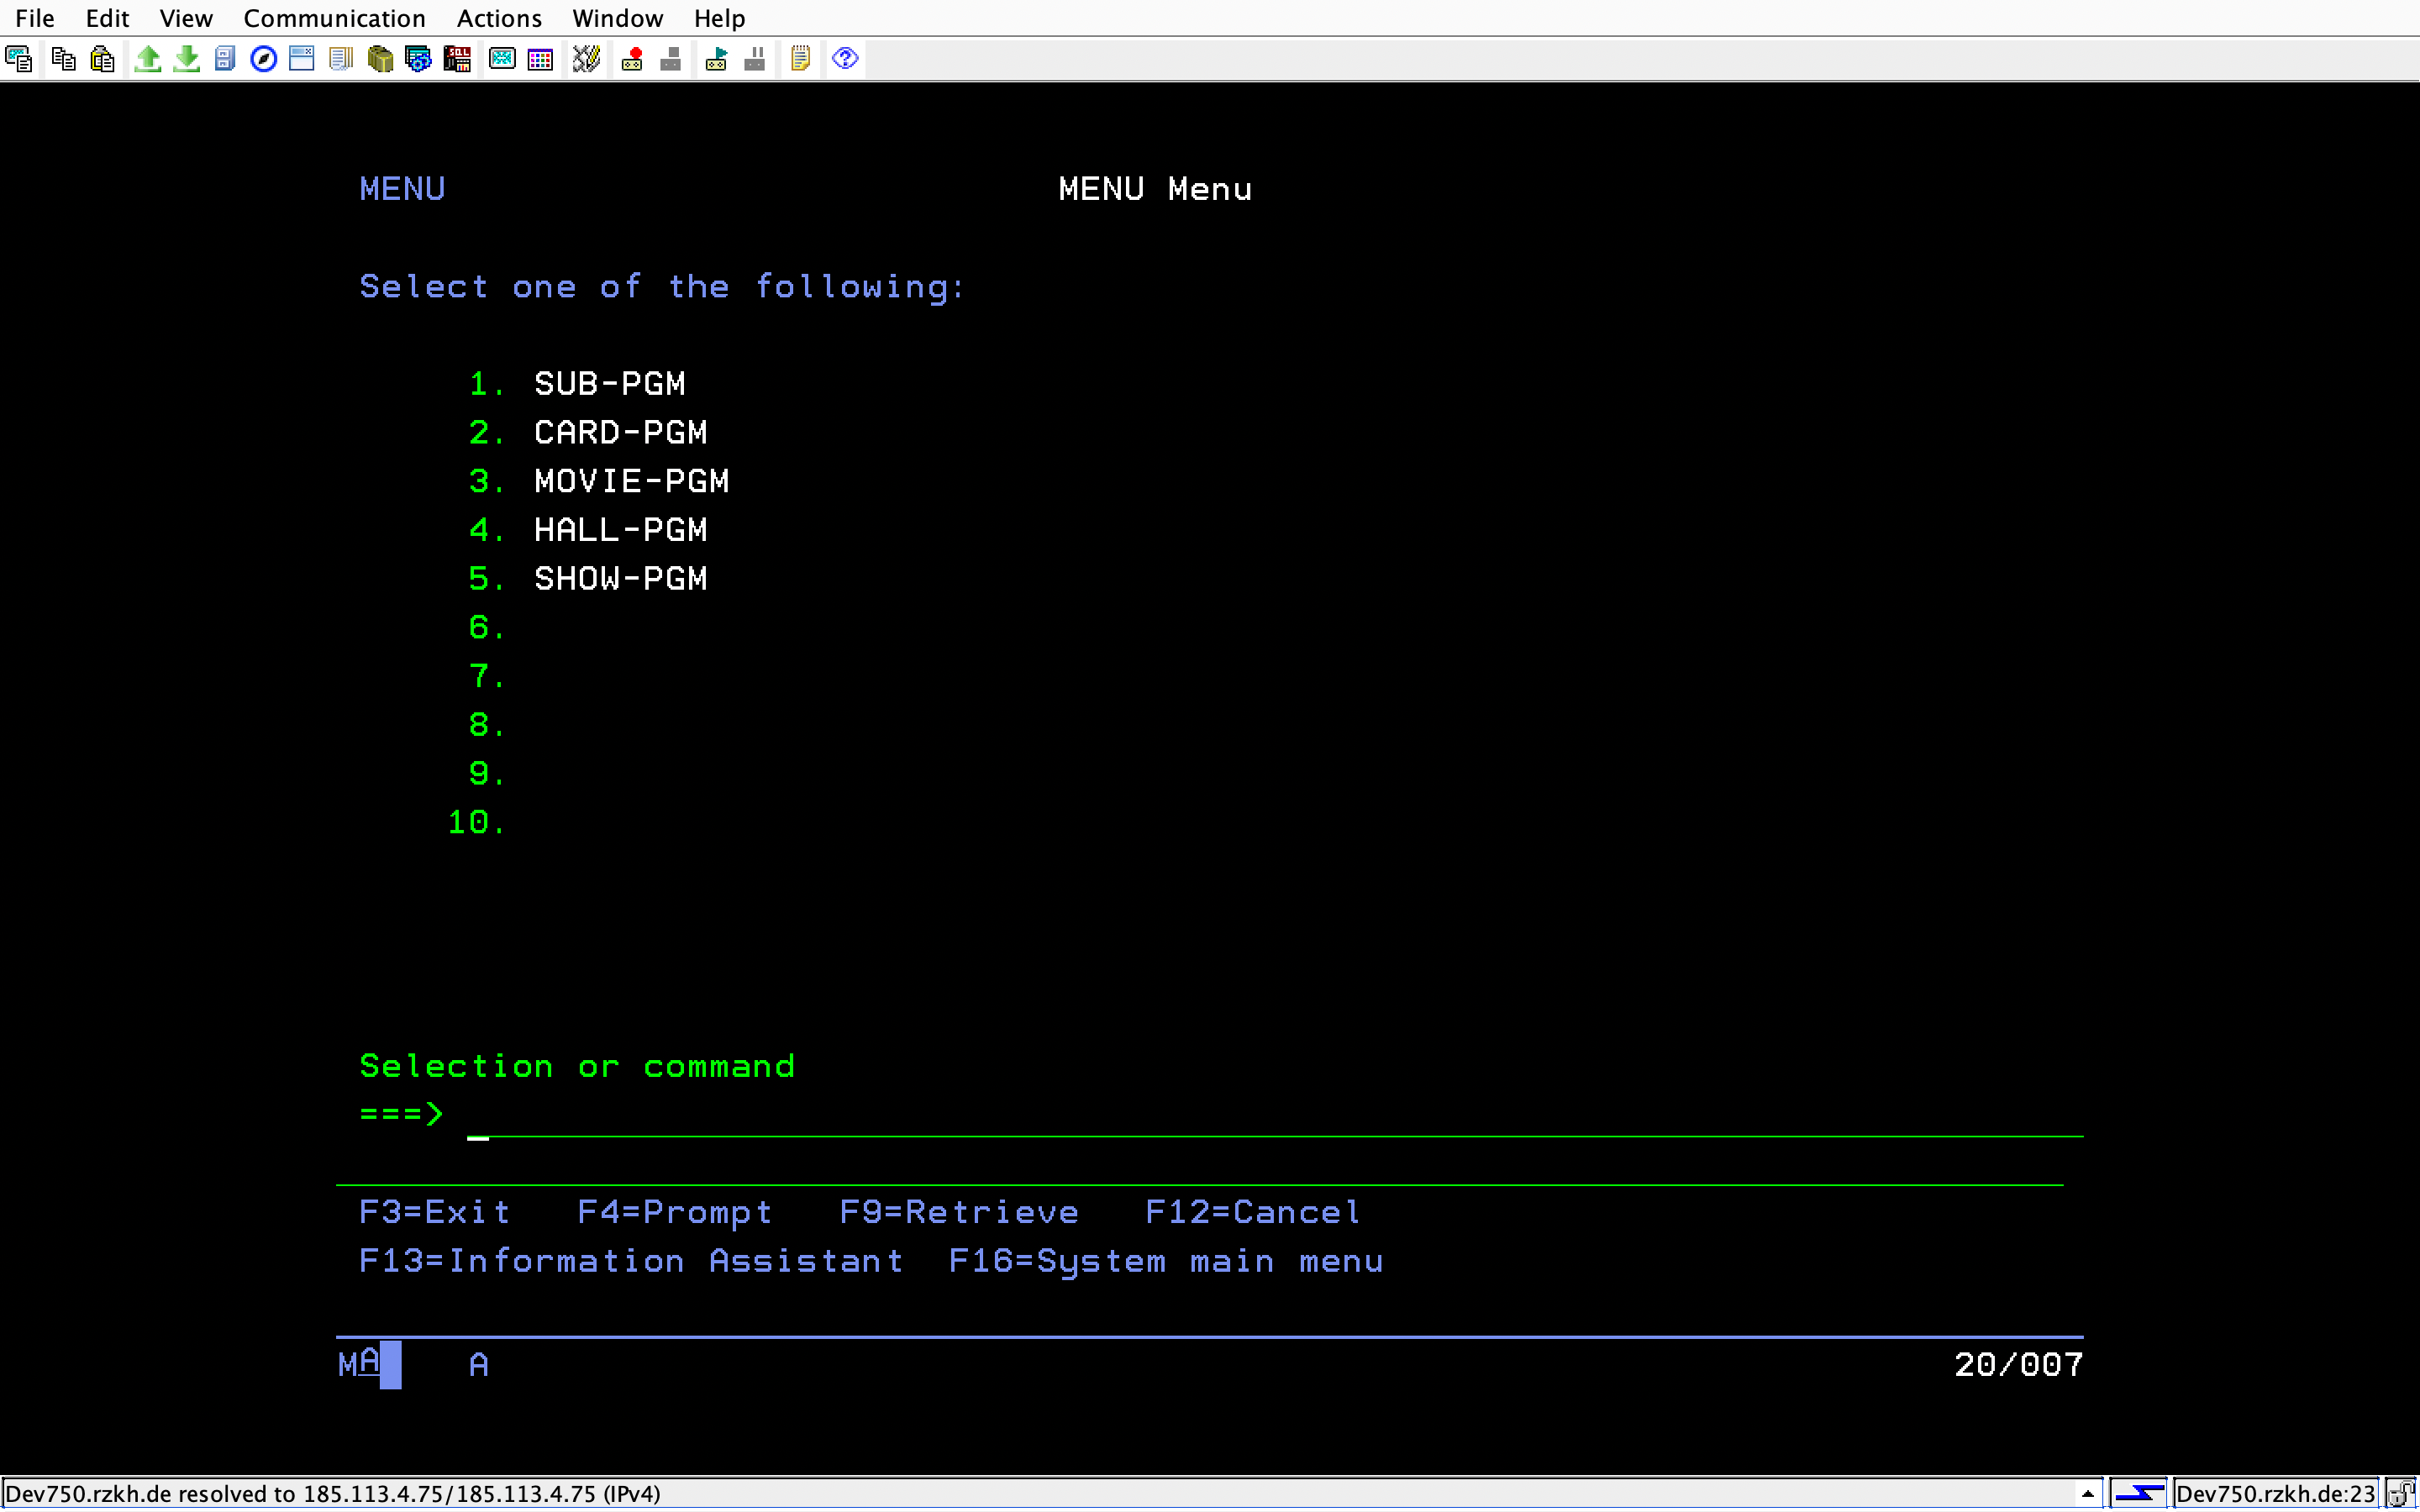 File Edit View Communication Actions Window Help
MENU MENU Menu
Select one of the following:
1. SUB-PGM
2. CARD-PGM
3. MOVIE-PGM
4. HALL-PGM
5. SHOW-PGM
6.
7.
8.
9.
10.
Selection or command
===>
F3=Exit F4=Prompt F9=Retrieve F12=Cancel
F13=Information Assistant F16=System main menu
MA A 20/007
Dev750.rzkh.de resolved to 185.113.4.75/185.113.4.75 (IPv4) Dev750.rzkh.de:23